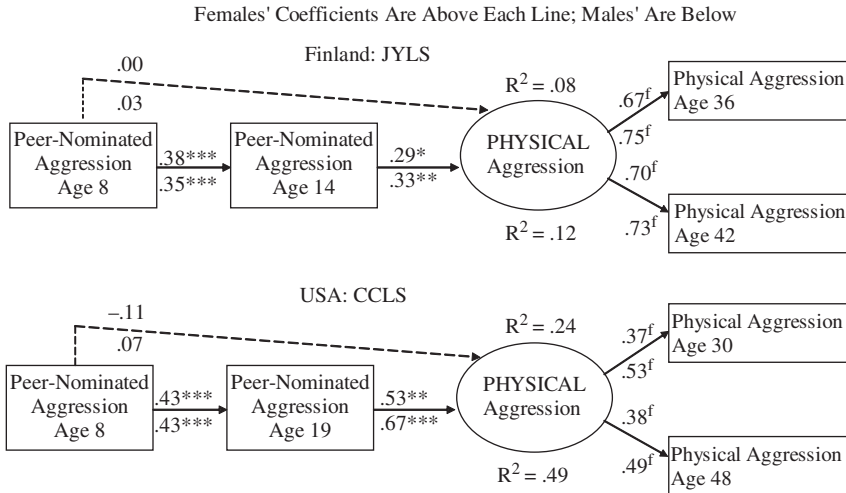 Females' Coefficients Are Above Each Line; Males' Are Below
Finland: JYLS
.00
.03
R² = .08
Peer-Nominated
Aggression
Age 8
.38***
.35***
Peer-Nominated
Aggression
Age 14
.29*
.33**
PHYSICAL
Aggression
R² = .12
.67ᶠ
.75ᶠ
Physical Aggression
Age 36
.70ᶠ
.73ᶠ
Physical Aggression
Age 42
USA: CCLS
–.11
.07
R² = .24
Peer-Nominated
Aggression
Age 8
.43***
.43***
Peer-Nominated
Aggression
Age 19
.53**
.67***
PHYSICAL
Aggression
R² = .49
.37ᶠ
.53ᶠ
Physical Aggression
Age 30
.38ᶠ
.49ᶠ
Physical Aggression
Age 48